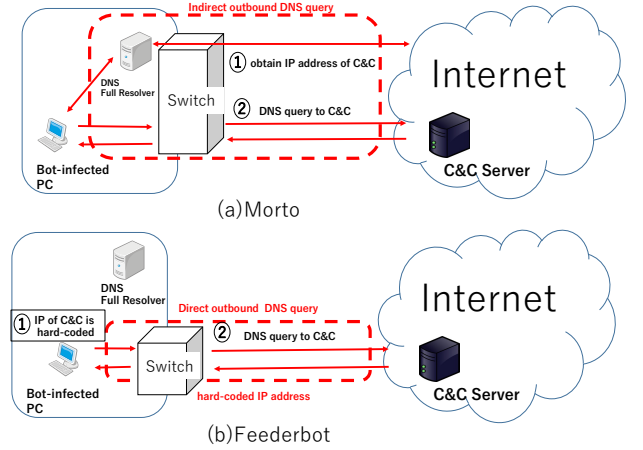 Indirect outbound DNS query
① obtain IP address of C&C
Internet
DNS
Full Resolver
Switch
② DNS query to C&C
Bot-infected
PC
C&C Server
(a)Morto
DNS
Full Resolver
Internet
① IP of C&C is
hard-coded
Direct outbound DNS query
② DNS query to C&C
Switch
Bot-infected
PC
hard-coded IP address
C&C Server
(b)Feederbot